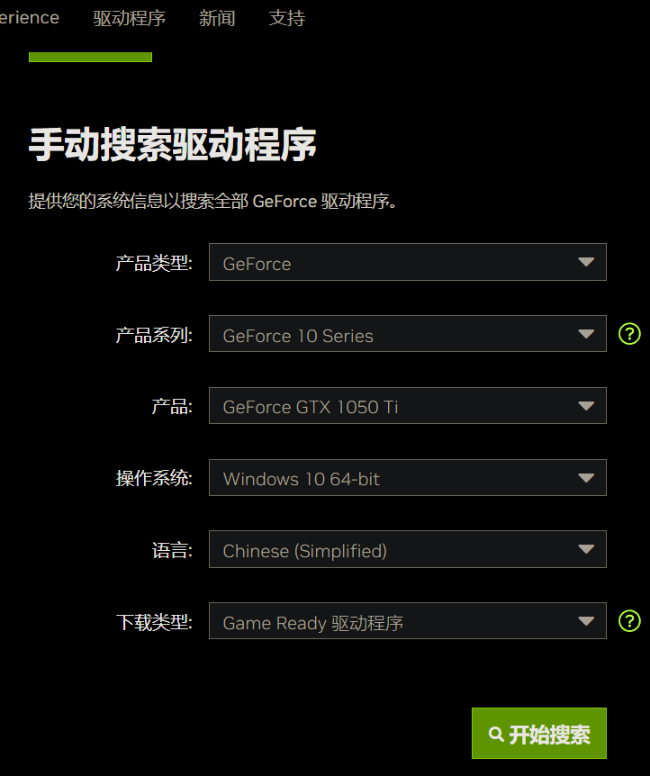 erience 驱动程序 新闻 支持
手动搜索驱动程序
提供您的系统信息以搜索全部 GeForce 驱动程序。
产品类型: GeForce
产品系列: GeForce 10 Series ?
产品: GeForce GTX 1050 Ti
操作系统: Windows 10 64-bit
语言: Chinese (Simplified)
下载类型: Game Ready 驱动程序 ?
开始搜索